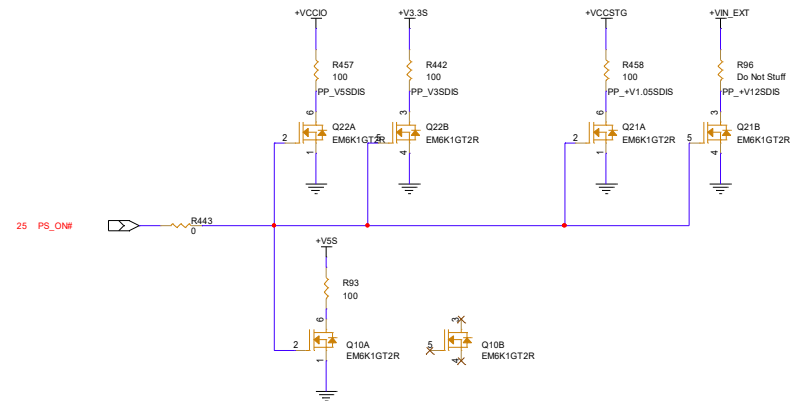 +VCCIO
+V3.3S
+VCCSTG
+VIN_EXT
R457
100
PP_V5SDIS
R442
100
PP_V3SDIS
R458
100
PP_+V1.05SDIS
R96
Do Not Stuff
PP_+V12SDIS
6
2
1
Q22A
EM6K1GT2R
3
5
4
Q22B
EM6K1GT2R
6
2
1
Q21A
EM6K1GT2R
3
5
4
Q21B
EM6K1GT2R
25 PS_ON#
R443
0
+V5S
R93
100
6
2
1
Q10A
EM6K1GT2R
3
5
4
Q10B
EM6K1GT2R